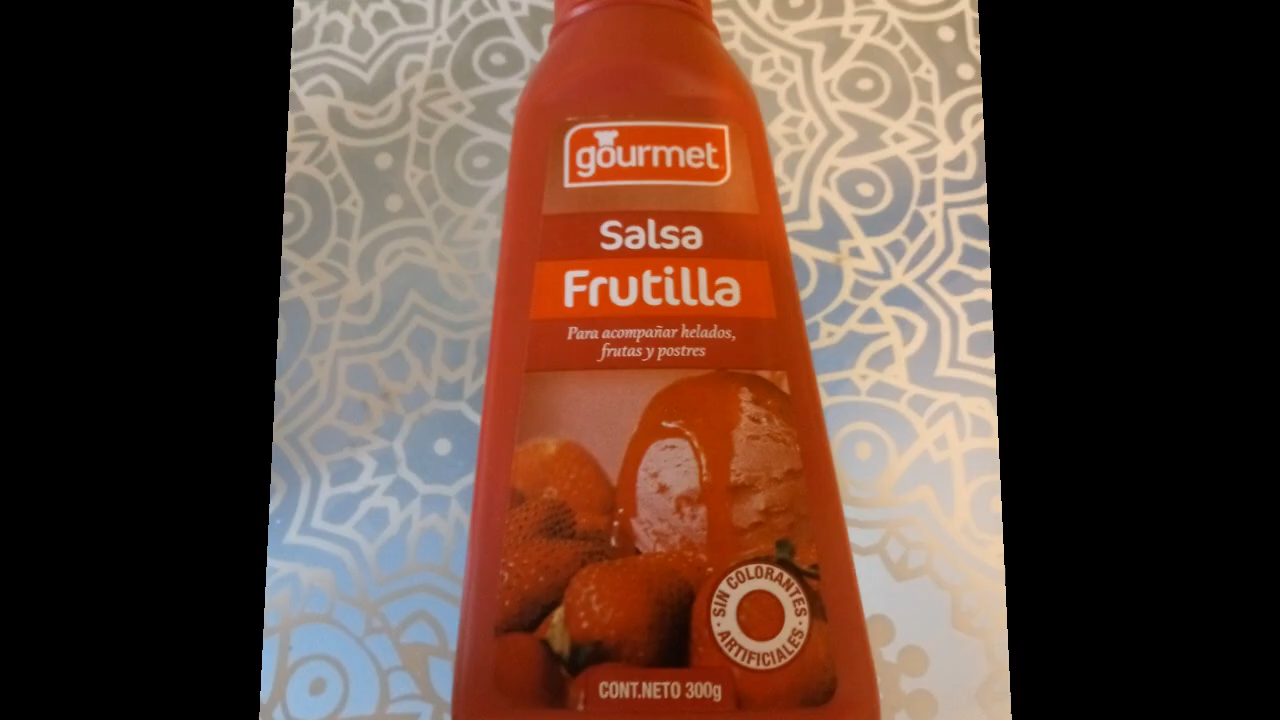 gourmet
Salsa
Frutilla
Para acompañar helados,
frutas y postres
· SIN COLORANTES ·
ARTIFICIALES
CONT.NETO 300g